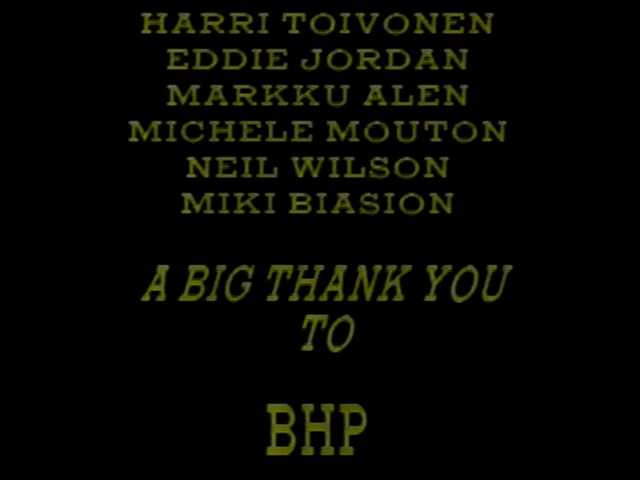 HARRI TOIVONEN
EDDIE JORDAN
MARKKU ALEN
MICHELE MOUTON
NEIL WILSON
MIKI BIASION
A BIG THANK YOU
TO
BHP